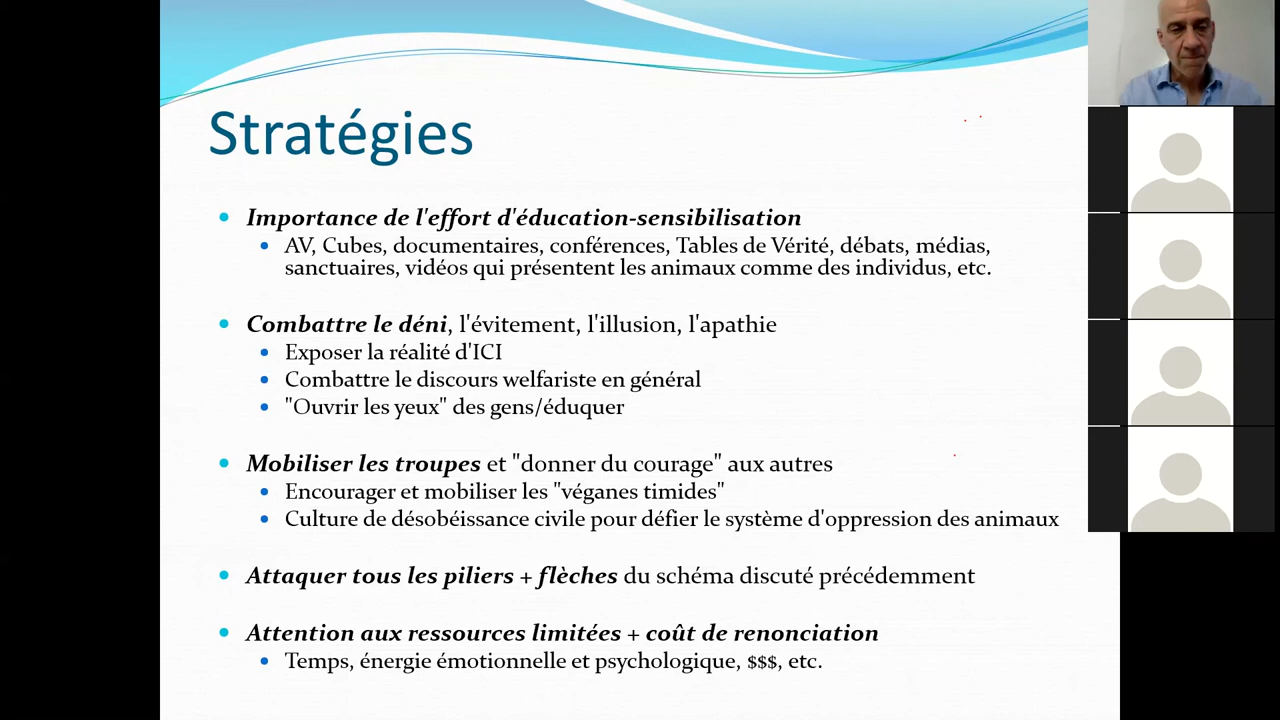 Stratégies
Importance de l'effort d'éducation-sensibilisation
AV, Cubes, documentaires, conférences, Tables de Vérité, débats, médias,
sanctuaires, vidéos qui présentent les animaux comme des individus, etc.
Combattre le déni, l'évitement, l'illusion, l'apathie
Exposer la réalité d'ICI
Combattre le discours welfariste en général
"Ouvrir les yeux" des gens/éduquer
Mobiliser les troupes et "donner du courage" aux autres
Encourager et mobiliser les "véganes timides"
Culture de désobéissance civile pour défier le système d'oppression des animaux
Attaquer tous les piliers + flèches du schéma discuté précédemment
Attention aux ressources limitées + coût de renonciation
Temps, énergie émotionnelle et psychologique, $$$, etc.